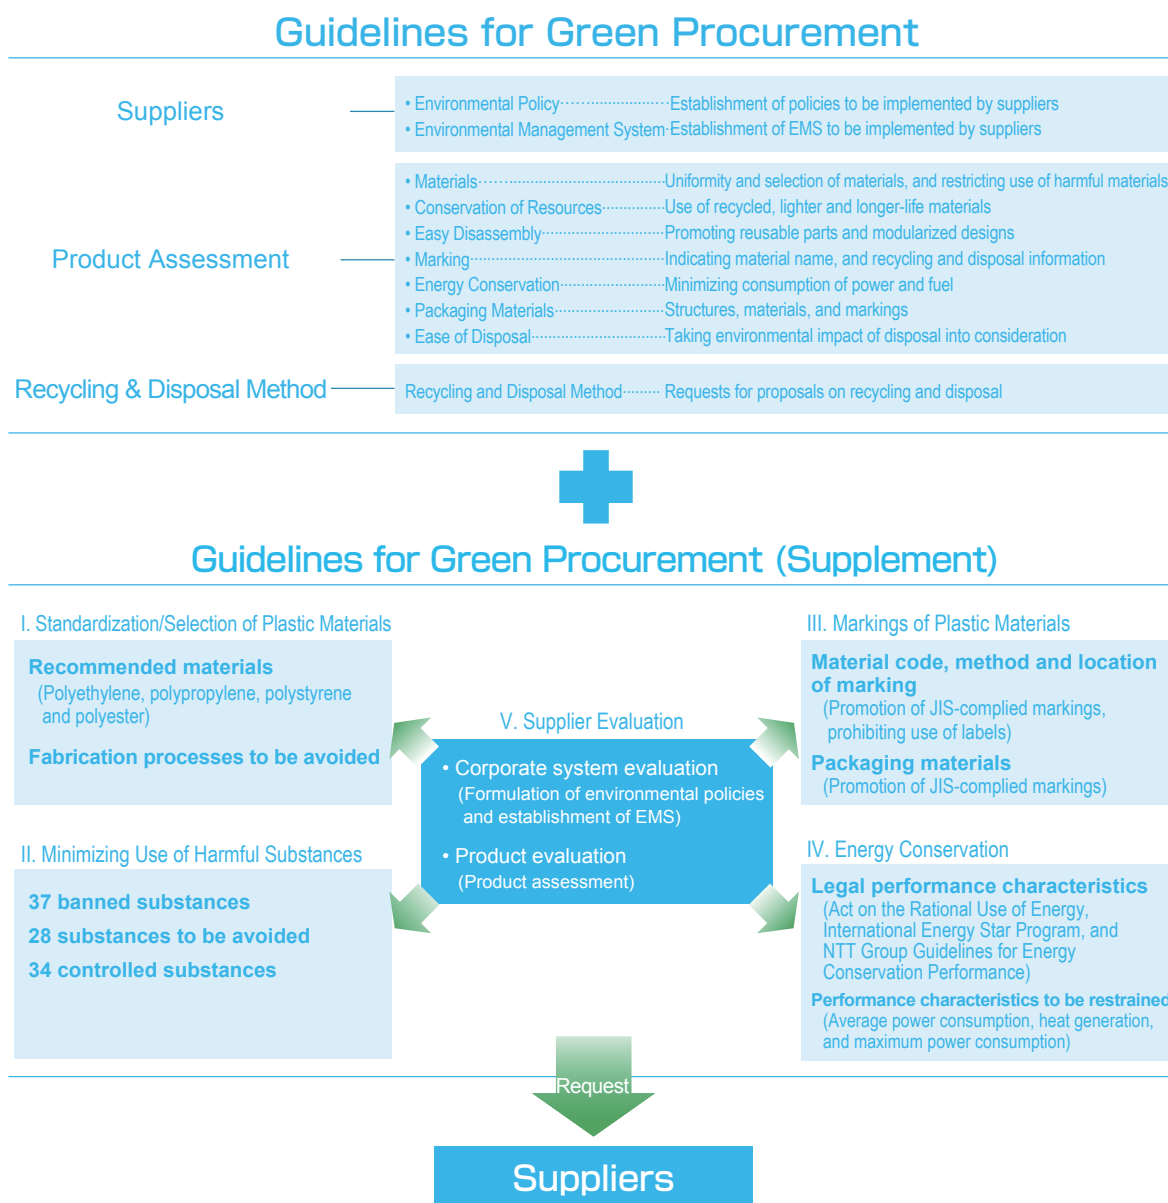 Guidelines for Green Procurement
Suppliers
• Environmental Policy ........................ Establishment of policies to be implemented by suppliers
• Environmental Management System · Establishment of EMS to be implemented by suppliers
Product Assessment
• Materials ............................................ Uniformity and selection of materials, and restricting use of harmful materials
• Conservation of Resources ............... Use of recycled, lighter and longer-life materials
• Easy Disassembly ............................. Promoting reusable parts and modularized designs
• Marking ............................................. Indicating material name, and recycling and disposal information
• Energy Conservation ......................... Minimizing consumption of power and fuel
• Packaging Materials .......................... Structures, materials, and markings
• Ease of Disposal ................................ Taking environmental impact of disposal into consideration
Recycling & Disposal Method
Recycling and Disposal Method ......... Requests for proposals on recycling and disposal
Guidelines for Green Procurement (Supplement)
I. Standardization/Selection of Plastic Materials
Recommended materials
(Polyethylene, polypropylene, polystyrene
and polyester)
Fabrication processes to be avoided
II. Minimizing Use of Harmful Substances
37 banned substances
28 substances to be avoided
34 controlled substances
V. Supplier Evaluation
• Corporate system evaluation
(Formulation of environmental policies
and establishment of EMS)
• Product evaluation
(Product assessment)
III. Markings of Plastic Materials
Material code, method and location
of marking
(Promotion of JIS-complied markings,
prohibiting use of labels)
Packaging materials
(Promotion of JIS-complied markings)
IV. Energy Conservation
Legal performance characteristics
(Act on the Rational Use of Energy,
International Energy Star Program, and
NTT Group Guidelines for Energy
Conservation Performance)
Performance characteristics to be restrained
(Average power consumption, heat generation,
and maximum power consumption)
Request
Suppliers